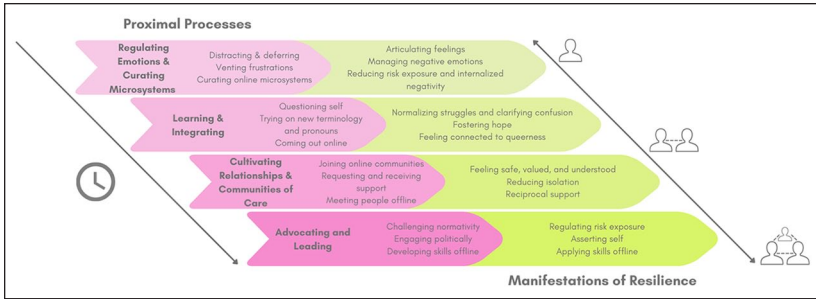 Proximal Processes
Regulating
Emotions &
Curating
Microsystems
Distracting & deferring
Venting frustrations
Curating online microsystems
Articulating feelings
Managing negative emotions
Reducing risk exposure and internalized
negativity
Learning &
Integrating
Questioning self
Trying on new terminology
and pronouns
Coming out online
Normalizing struggles and clarifying confusion
Fostering hope
Feeling connected to queerness
Cultivating
Relationships &
Communities of
Care
Joining online communities
Requesting and receiving
support
Meeting people offline
Feeling safe, valued, and understood
Reducing isolation
Reciprocal support
Advocating and
Leading
Challenging normativity
Engaging politically
Developing skills offline
Regulating risk exposure
Asserting self
Applying skills offline
Manifestations of Resilience